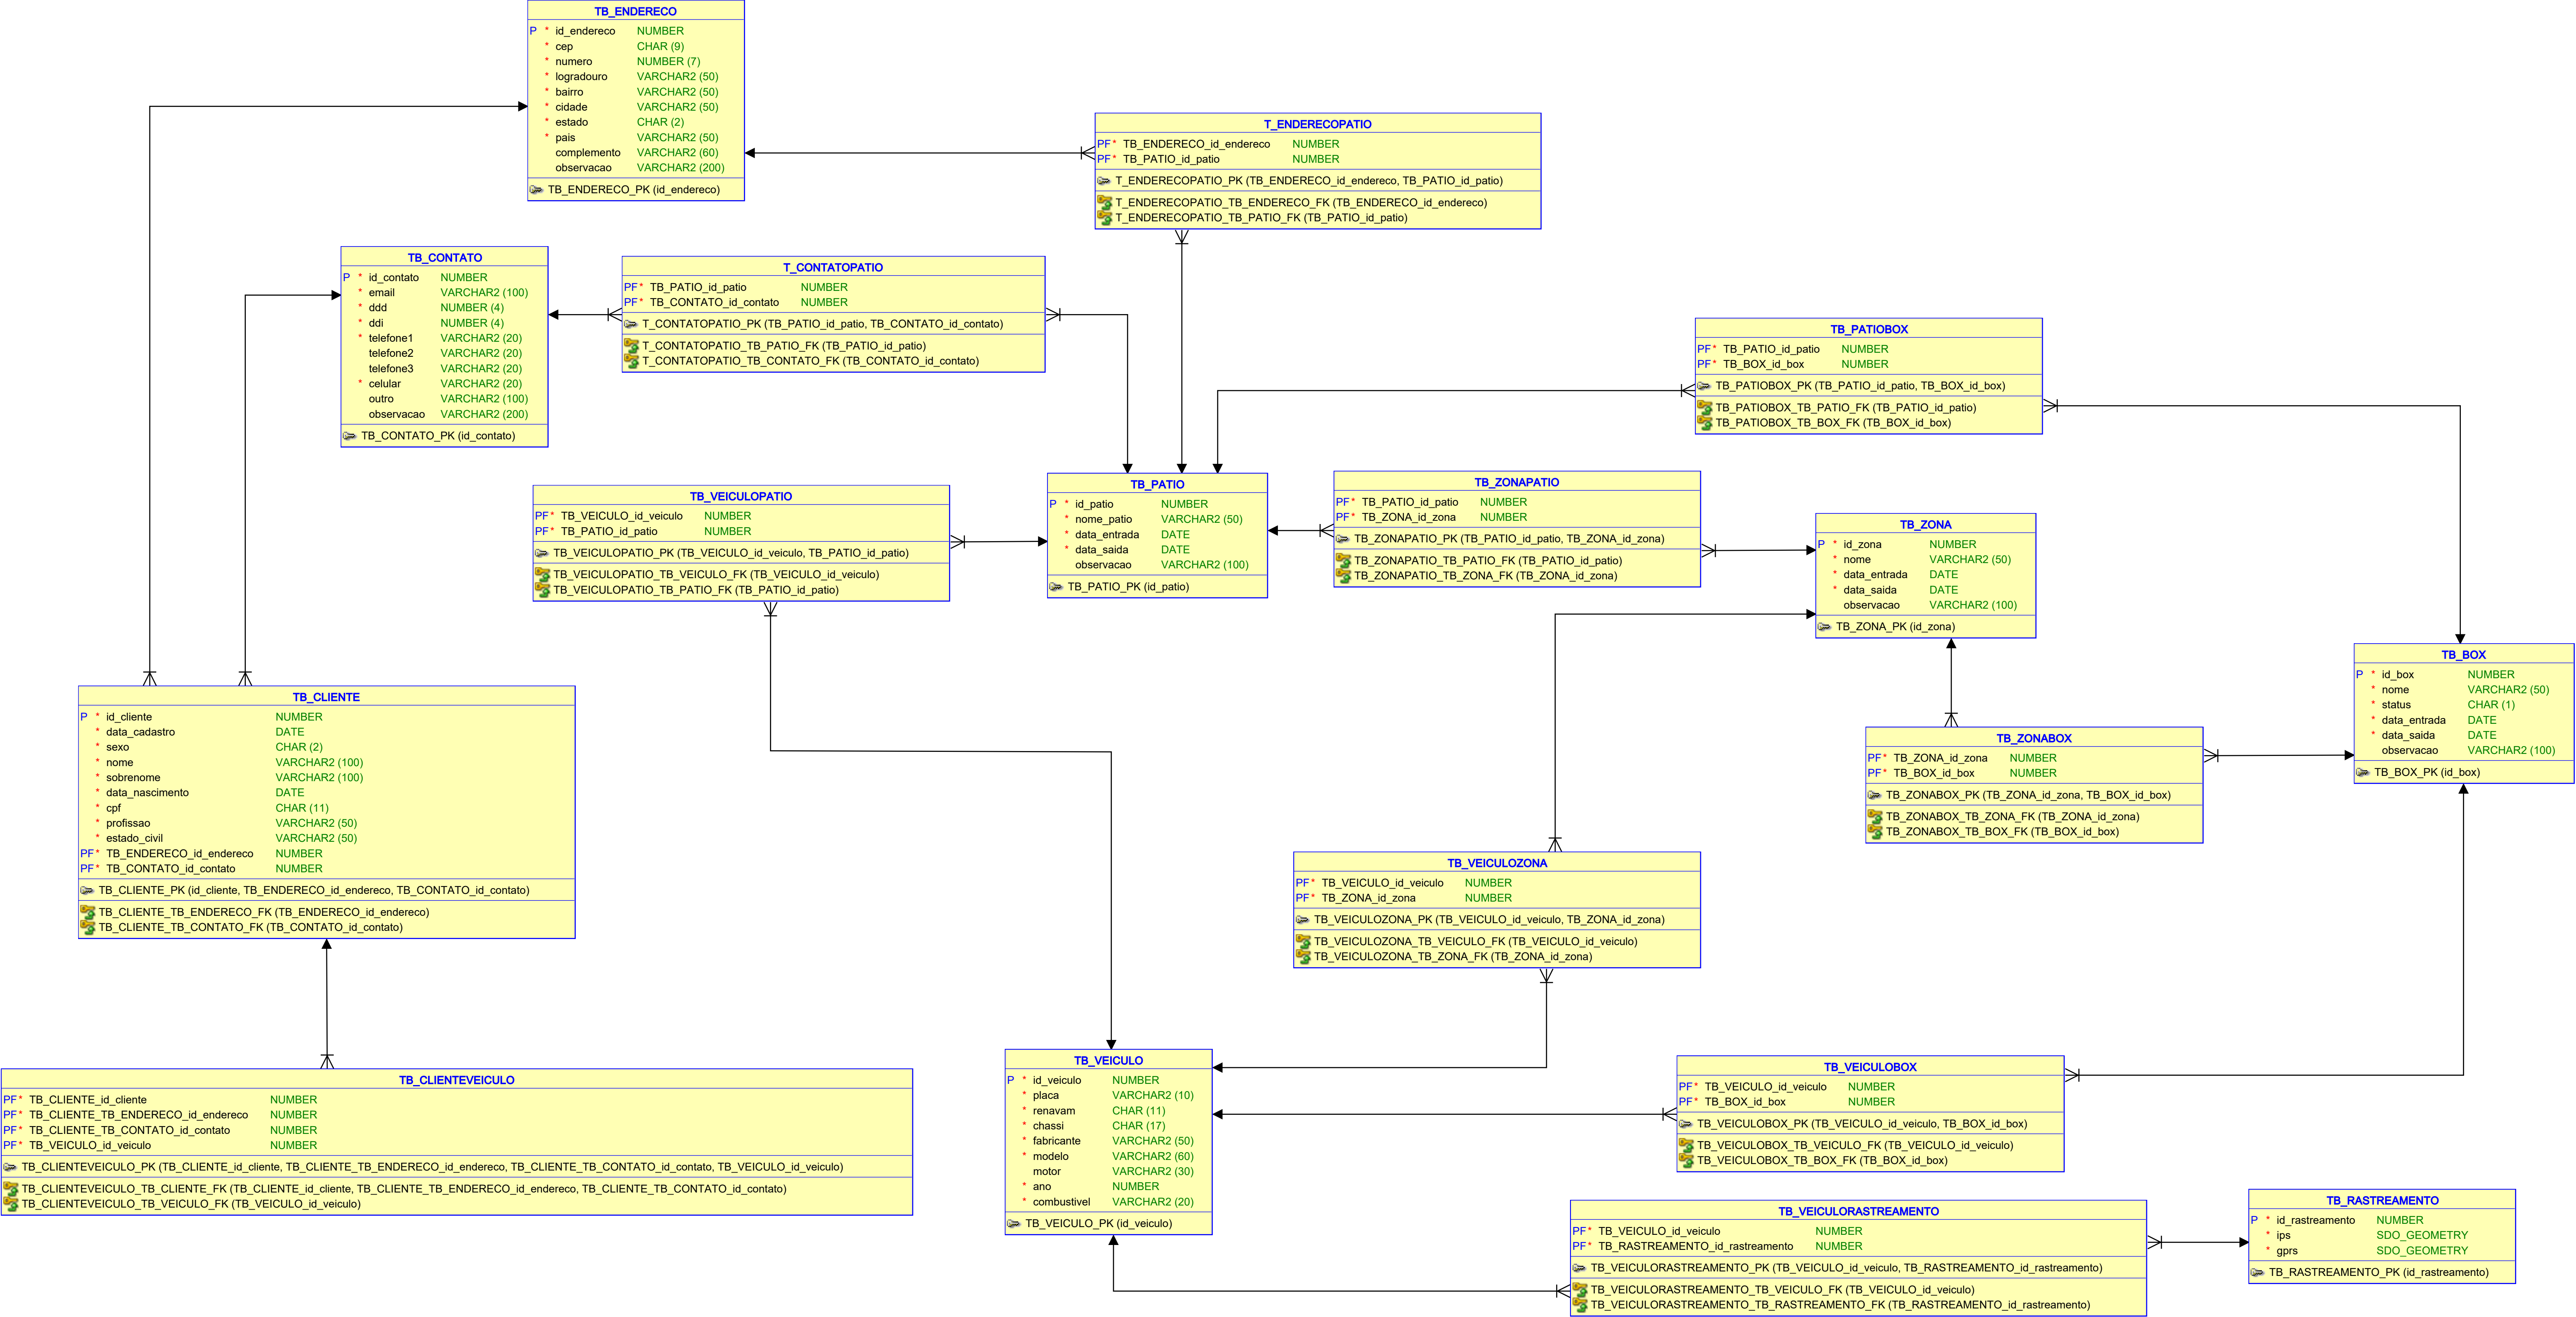 TB_ENDERECO
P * id_endereco NUMBER
* cep CHAR (9)
* numero NUMBER (7)
* logradouro VARCHAR2 (50)
* bairro VARCHAR2 (50)
* cidade VARCHAR2 (50)
* estado CHAR (2)
* pais VARCHAR2 (50)
complemento VARCHAR2 (60)
observacao VARCHAR2 (200)
TB_ENDERECO_PK (id_endereco)
T_ENDERECOPATIO
PF* TB_ENDERECO_id_endereco NUMBER
PF* TB_PATIO_id_patio NUMBER
T_ENDERECOPATIO_PK (TB_ENDERECO_id_endereco, TB_PATIO_id_patio)
T_ENDERECOPATIO_TB_ENDERECO_FK (TB_ENDERECO_id_endereco)
T_ENDERECOPATIO_TB_PATIO_FK (TB_PATIO_id_patio)
TB_CONTATO
P * id_contato NUMBER
* email VARCHAR2 (100)
* ddd NUMBER (4)
* ddi NUMBER (4)
* telefone1 VARCHAR2 (20)
telefone2 VARCHAR2 (20)
telefone3 VARCHAR2 (20)
* celular VARCHAR2 (20)
outro VARCHAR2 (100)
observacao VARCHAR2 (200)
TB_CONTATO_PK (id_contato)
T_CONTATOPATIO
PF* TB_PATIO_id_patio NUMBER
PF* TB_CONTATO_id_contato NUMBER
T_CONTATOPATIO_PK (TB_PATIO_id_patio, TB_CONTATO_id_contato)
T_CONTATOPATIO_TB_PATIO_FK (TB_PATIO_id_patio)
T_CONTATOPATIO_TB_CONTATO_FK (TB_CONTATO_id_contato)
TB_PATIOBOX
PF* TB_PATIO_id_patio NUMBER
PF* TB_BOX_id_box NUMBER
TB_PATIOBOX_PK (TB_PATIO_id_patio, TB_BOX_id_box)
TB_PATIOBOX_TB_PATIO_FK (TB_PATIO_id_patio)
TB_PATIOBOX_TB_BOX_FK (TB_BOX_id_box)
TB_VEICULOPATIO
PF* TB_VEICULO_id_veiculo NUMBER
PF* TB_PATIO_id_patio NUMBER
TB_VEICULOPATIO_PK (TB_VEICULO_id_veiculo, TB_PATIO_id_patio)
TB_VEICULOPATIO_TB_VEICULO_FK (TB_VEICULO_id_veiculo)
TB_VEICULOPATIO_TB_PATIO_FK (TB_PATIO_id_patio)
TB_PATIO
P * id_patio NUMBER
* nome_patio VARCHAR2 (50)
* data_entrada DATE
* data_saida DATE
observacao VARCHAR2 (100)
TB_PATIO_PK (id_patio)
TB_ZONAPATIO
PF* TB_PATIO_id_patio NUMBER
PF* TB_ZONA_id_zona NUMBER
TB_ZONAPATIO_PK (TB_PATIO_id_patio, TB_ZONA_id_zona)
TB_ZONAPATIO_TB_PATIO_FK (TB_PATIO_id_patio)
TB_ZONAPATIO_TB_ZONA_FK (TB_ZONA_id_zona)
TB_ZONA
P * id_zona NUMBER
* nome VARCHAR2 (50)
* data_entrada DATE
* data_saida DATE
observacao VARCHAR2 (100)
TB_ZONA_PK (id_zona)
TB_BOX
P * id_box NUMBER
* nome VARCHAR2 (50)
* status CHAR (1)
* data_entrada DATE
* data_saida DATE
observacao VARCHAR2 (100)
TB_BOX_PK (id_box)
TB_CLIENTE
P * id_cliente NUMBER
* data_cadastro DATE
* sexo CHAR (2)
* nome VARCHAR2 (100)
* sobrenome VARCHAR2 (100)
* data_nascimento DATE
* cpf CHAR (11)
* profissao VARCHAR2 (50)
* estado_civil VARCHAR2 (50)
PF* TB_ENDERECO_id_endereco NUMBER
PF* TB_CONTATO_id_contato NUMBER
TB_CLIENTE_PK (id_cliente, TB_ENDERECO_id_endereco, TB_CONTATO_id_contato)
TB_CLIENTE_TB_ENDERECO_FK (TB_ENDERECO_id_endereco)
TB_CLIENTE_TB_CONTATO_FK (TB_CONTATO_id_contato)
TB_ZONABOX
PF* TB_ZONA_id_zona NUMBER
PF* TB_BOX_id_box NUMBER
TB_ZONABOX_PK (TB_ZONA_id_zona, TB_BOX_id_box)
TB_ZONABOX_TB_ZONA_FK (TB_ZONA_id_zona)
TB_ZONABOX_TB_BOX_FK (TB_BOX_id_box)
TB_VEICULOZONA
PF* TB_VEICULO_id_veiculo NUMBER
PF* TB_ZONA_id_zona NUMBER
TB_VEICULOZONA_PK (TB_VEICULO_id_veiculo, TB_ZONA_id_zona)
TB_VEICULOZONA_TB_VEICULO_FK (TB_VEICULO_id_veiculo)
TB_VEICULOZONA_TB_ZONA_FK (TB_ZONA_id_zona)
TB_CLIENTEVEICULO
PF* TB_CLIENTE_id_cliente NUMBER
PF* TB_CLIENTE_TB_ENDERECO_id_endereco NUMBER
PF* TB_CLIENTE_TB_CONTATO_id_contato NUMBER
PF* TB_VEICULO_id_veiculo NUMBER
TB_CLIENTEVEICULO_PK (TB_CLIENTE_id_cliente, TB_CLIENTE_TB_ENDERECO_id_endereco, TB_CLIENTE_TB_CONTATO_id_contato, TB_VEICULO_id_veiculo)
TB_CLIENTEVEICULO_TB_CLIENTE_FK (TB_CLIENTE_id_cliente, TB_CLIENTE_TB_ENDERECO_id_endereco, TB_CLIENTE_TB_CONTATO_id_contato)
TB_CLIENTEVEICULO_TB_VEICULO_FK (TB_VEICULO_id_veiculo)
TB_VEICULO
P * id_veiculo NUMBER
* placa VARCHAR2 (10)
* renavam CHAR (11)
* chassi CHAR (17)
* fabricante VARCHAR2 (50)
* modelo VARCHAR2 (60)
motor VARCHAR2 (30)
* ano NUMBER
* combustivel VARCHAR2 (20)
TB_VEICULO_PK (id_veiculo)
TB_VEICULOBOX
PF* TB_VEICULO_id_veiculo NUMBER
PF* TB_BOX_id_box NUMBER
TB_VEICULOBOX_PK (TB_VEICULO_id_veiculo, TB_BOX_id_box)
TB_VEICULOBOX_TB_VEICULO_FK (TB_VEICULO_id_veiculo)
TB_VEICULOBOX_TB_BOX_FK (TB_BOX_id_box)
TB_VEICULORASTREAMENTO
PF* TB_VEICULO_id_veiculo NUMBER
PF* TB_RASTREAMENTO_id_rastreamento NUMBER
TB_VEICULORASTREAMENTO_PK (TB_VEICULO_id_veiculo, TB_RASTREAMENTO_id_rastreamento)
TB_VEICULORASTREAMENTO_TB_VEICULO_FK (TB_VEICULO_id_veiculo)
TB_VEICULORASTREAMENTO_TB_RASTREAMENTO_FK (TB_RASTREAMENTO_id_rastreamento)
TB_RASTREAMENTO
P * id_rastreamento NUMBER
* ips SDO_GEOMETRY
* gprs SDO_GEOMETRY
TB_RASTREAMENTO_PK (id_rastreamento)